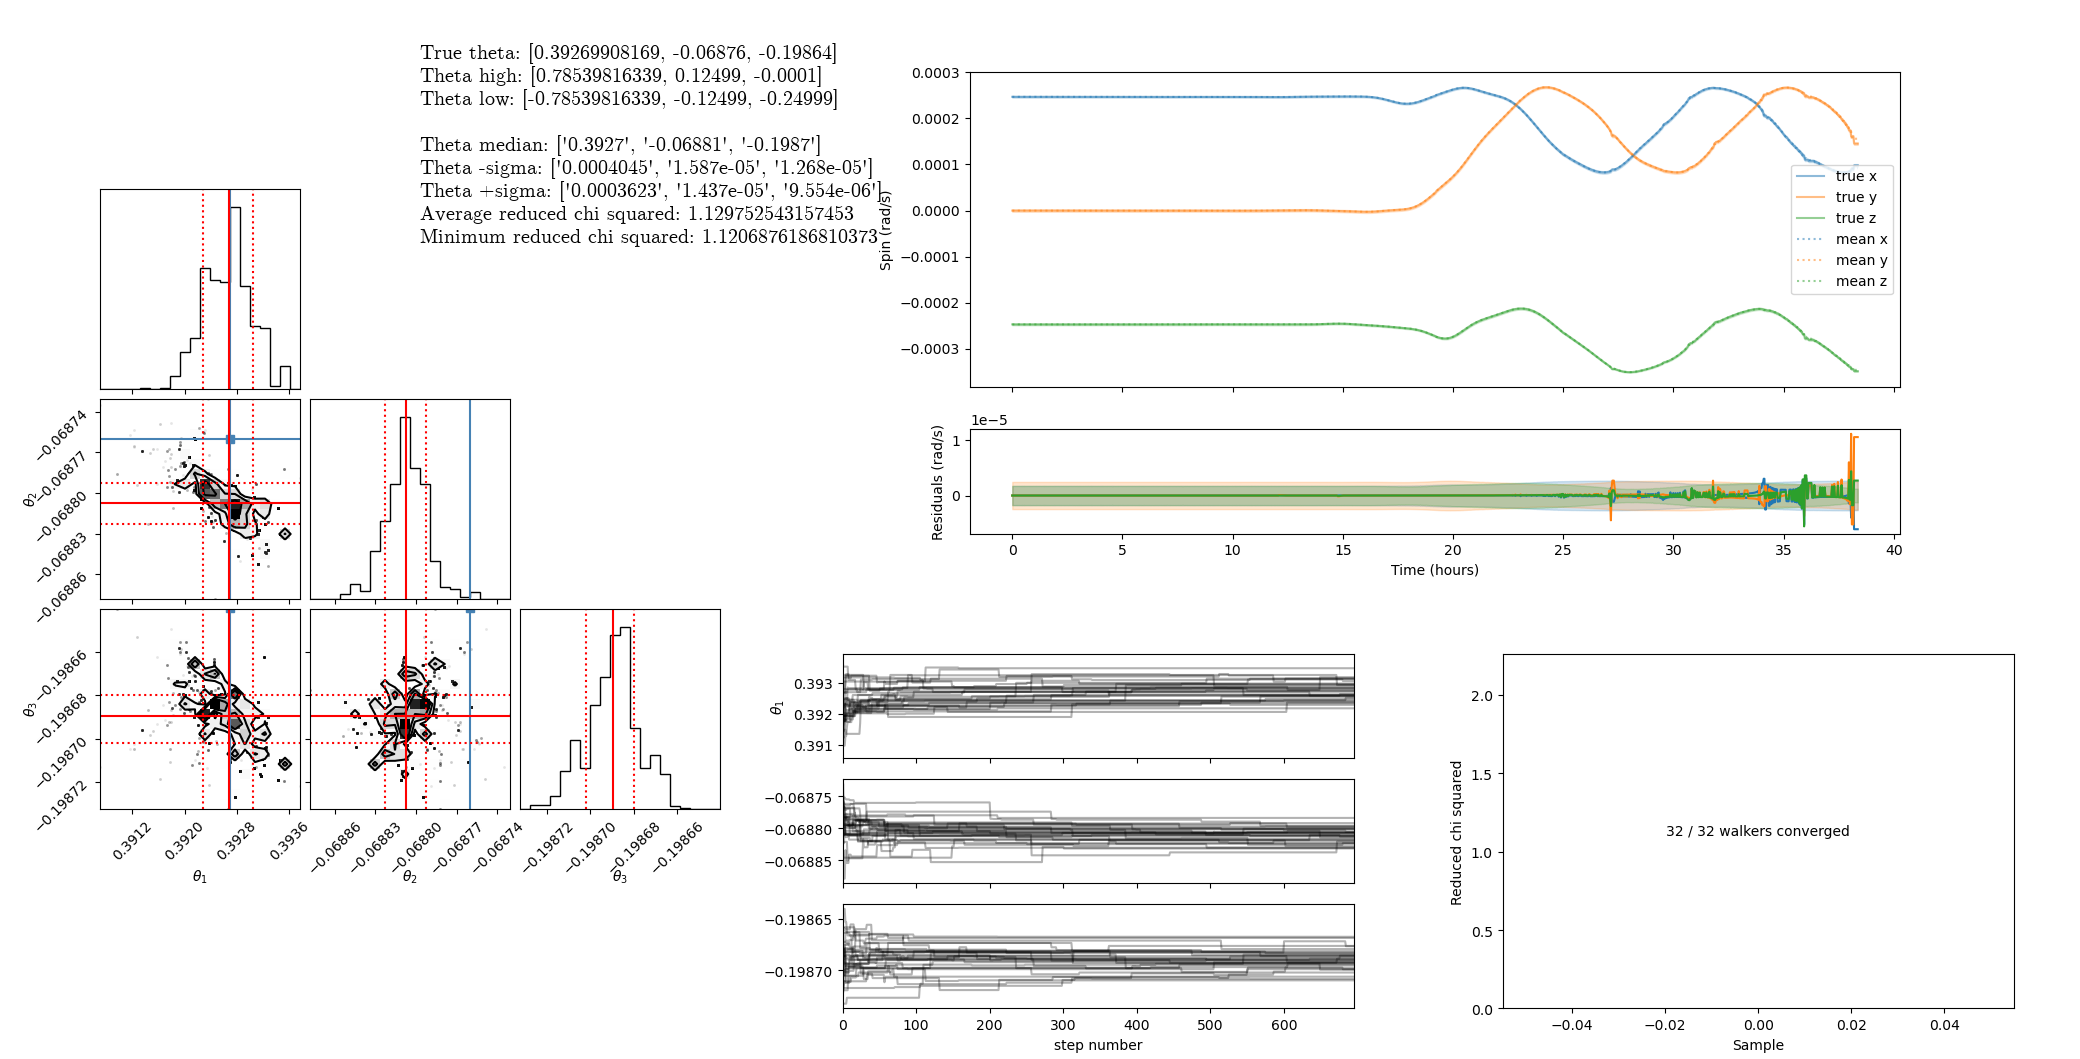 True theta: [0.39269908169, -0.06876, -0.19864]
Theta high: [0.78539816339, 0.12499, -0.0001]
Theta low: [-0.78539816339, -0.12499, -0.24999]
Theta median: ['0.3927', '-0.06881', '-0.1987']
Theta -sigma: ['0.0004045', '1.587e-05', '1.268e-05']
Theta +sigma: ['0.0003623', '1.437e-05', '9.554e-06']
Average reduced chi squared: 1.129752543157453
Minimum reduced chi squared: 1.1206876186810373
−0.06874
−0.06877
−0.06880
−0.06883
−0.06886
θ2
−0.19866
−0.19868
−0.19870
−0.19872
θ3
0.3912
0.3920
0.3928
0.3936
θ1
−0.06886
−0.06883
−0.06880
−0.06877
−0.06874
θ2
−0.19872
−0.19870
−0.19868
−0.19866
θ3
0.0003
0.0002
0.0001
0.0000
−0.0001
−0.0002
−0.0003
Spin (rad/s)
true x
true y
true z
mean x
mean y
mean z
1e−5
1
0
Residuals (rad/s)
0
5
10
15
20
25
30
35
40
Time (hours)
0.393
0.392
0.391
θ1
−0.06875
−0.06880
−0.06885
−0.19865
−0.19870
0
100
200
300
400
500
600
step number
2.0
1.5
1.0
0.5
0.0
Reduced chi squared
32 / 32 walkers converged
−0.04
−0.02
0.00
0.02
0.04
Sample